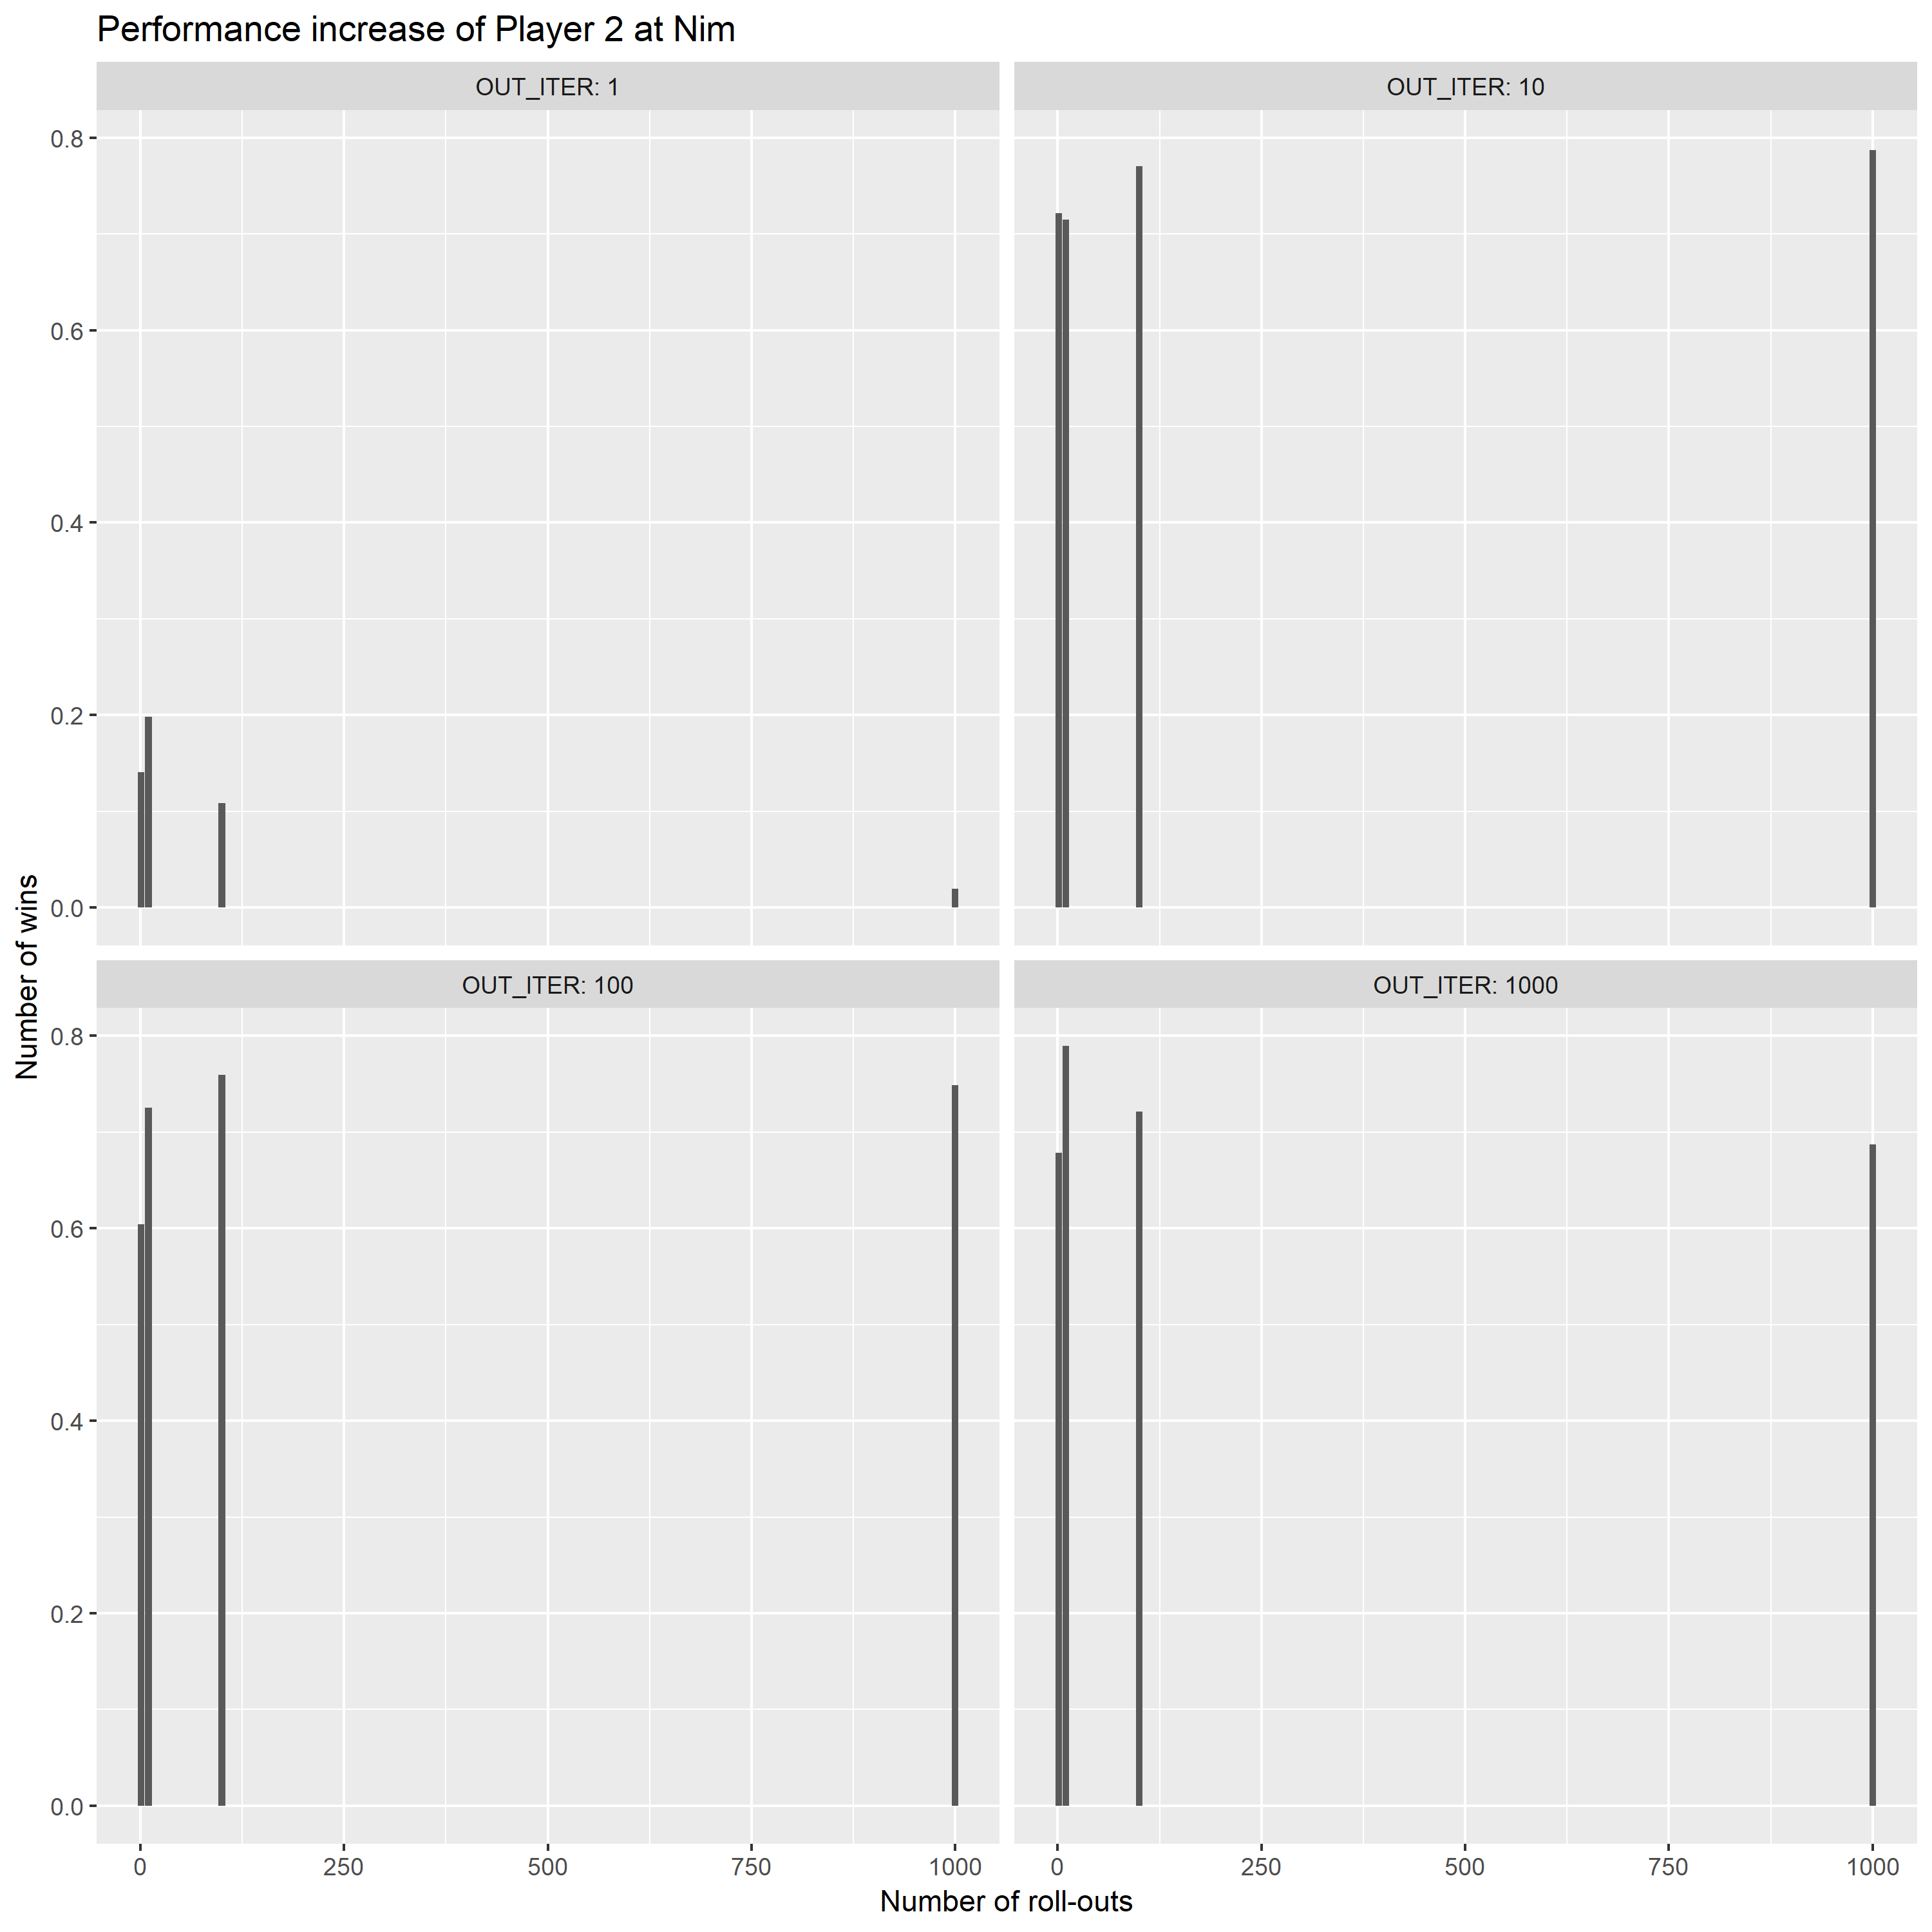 Performance increase of Player 2 at Nim
OUT_ITER: 1
OUT_ITER: 10
0.8
0.6
0.4
0.2
0.0
Number of wins
OUT_ITER: 100
OUT_ITER: 1000
0.8
0.6
0.4
0.2
0.0
0 250 500 750 1000 0 250 500 750 1000
Number of roll-outs